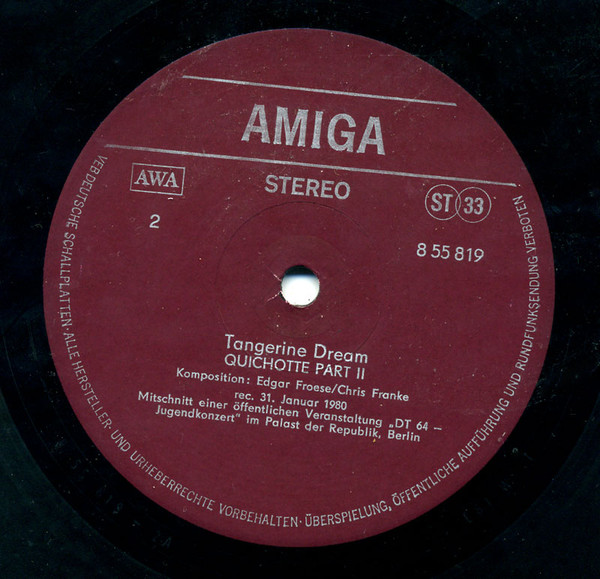 AMIGA
AWA
STEREO
ST 33
2
8 55 819
Tangerine Dream
QUICHOTTE PART II
Komposition: Edgar Froese/Chris Franke
rec. 31. Januar 1980
Mitschnitt einer öffentlichen Veranstaltung „DT 64 –
Jugendkonzert" im Palast der Republik, Berlin
VEB DEUTSCHE SCHALLPLATTEN · ALLE HERSTELLER- UND URHEBERRECHTE VORBEHALTEN · ÜBERSPIELUNG, ÖFFENTLICHE AUFFÜHRUNG UND RUNDFUNKSENDUNG VERBOTEN